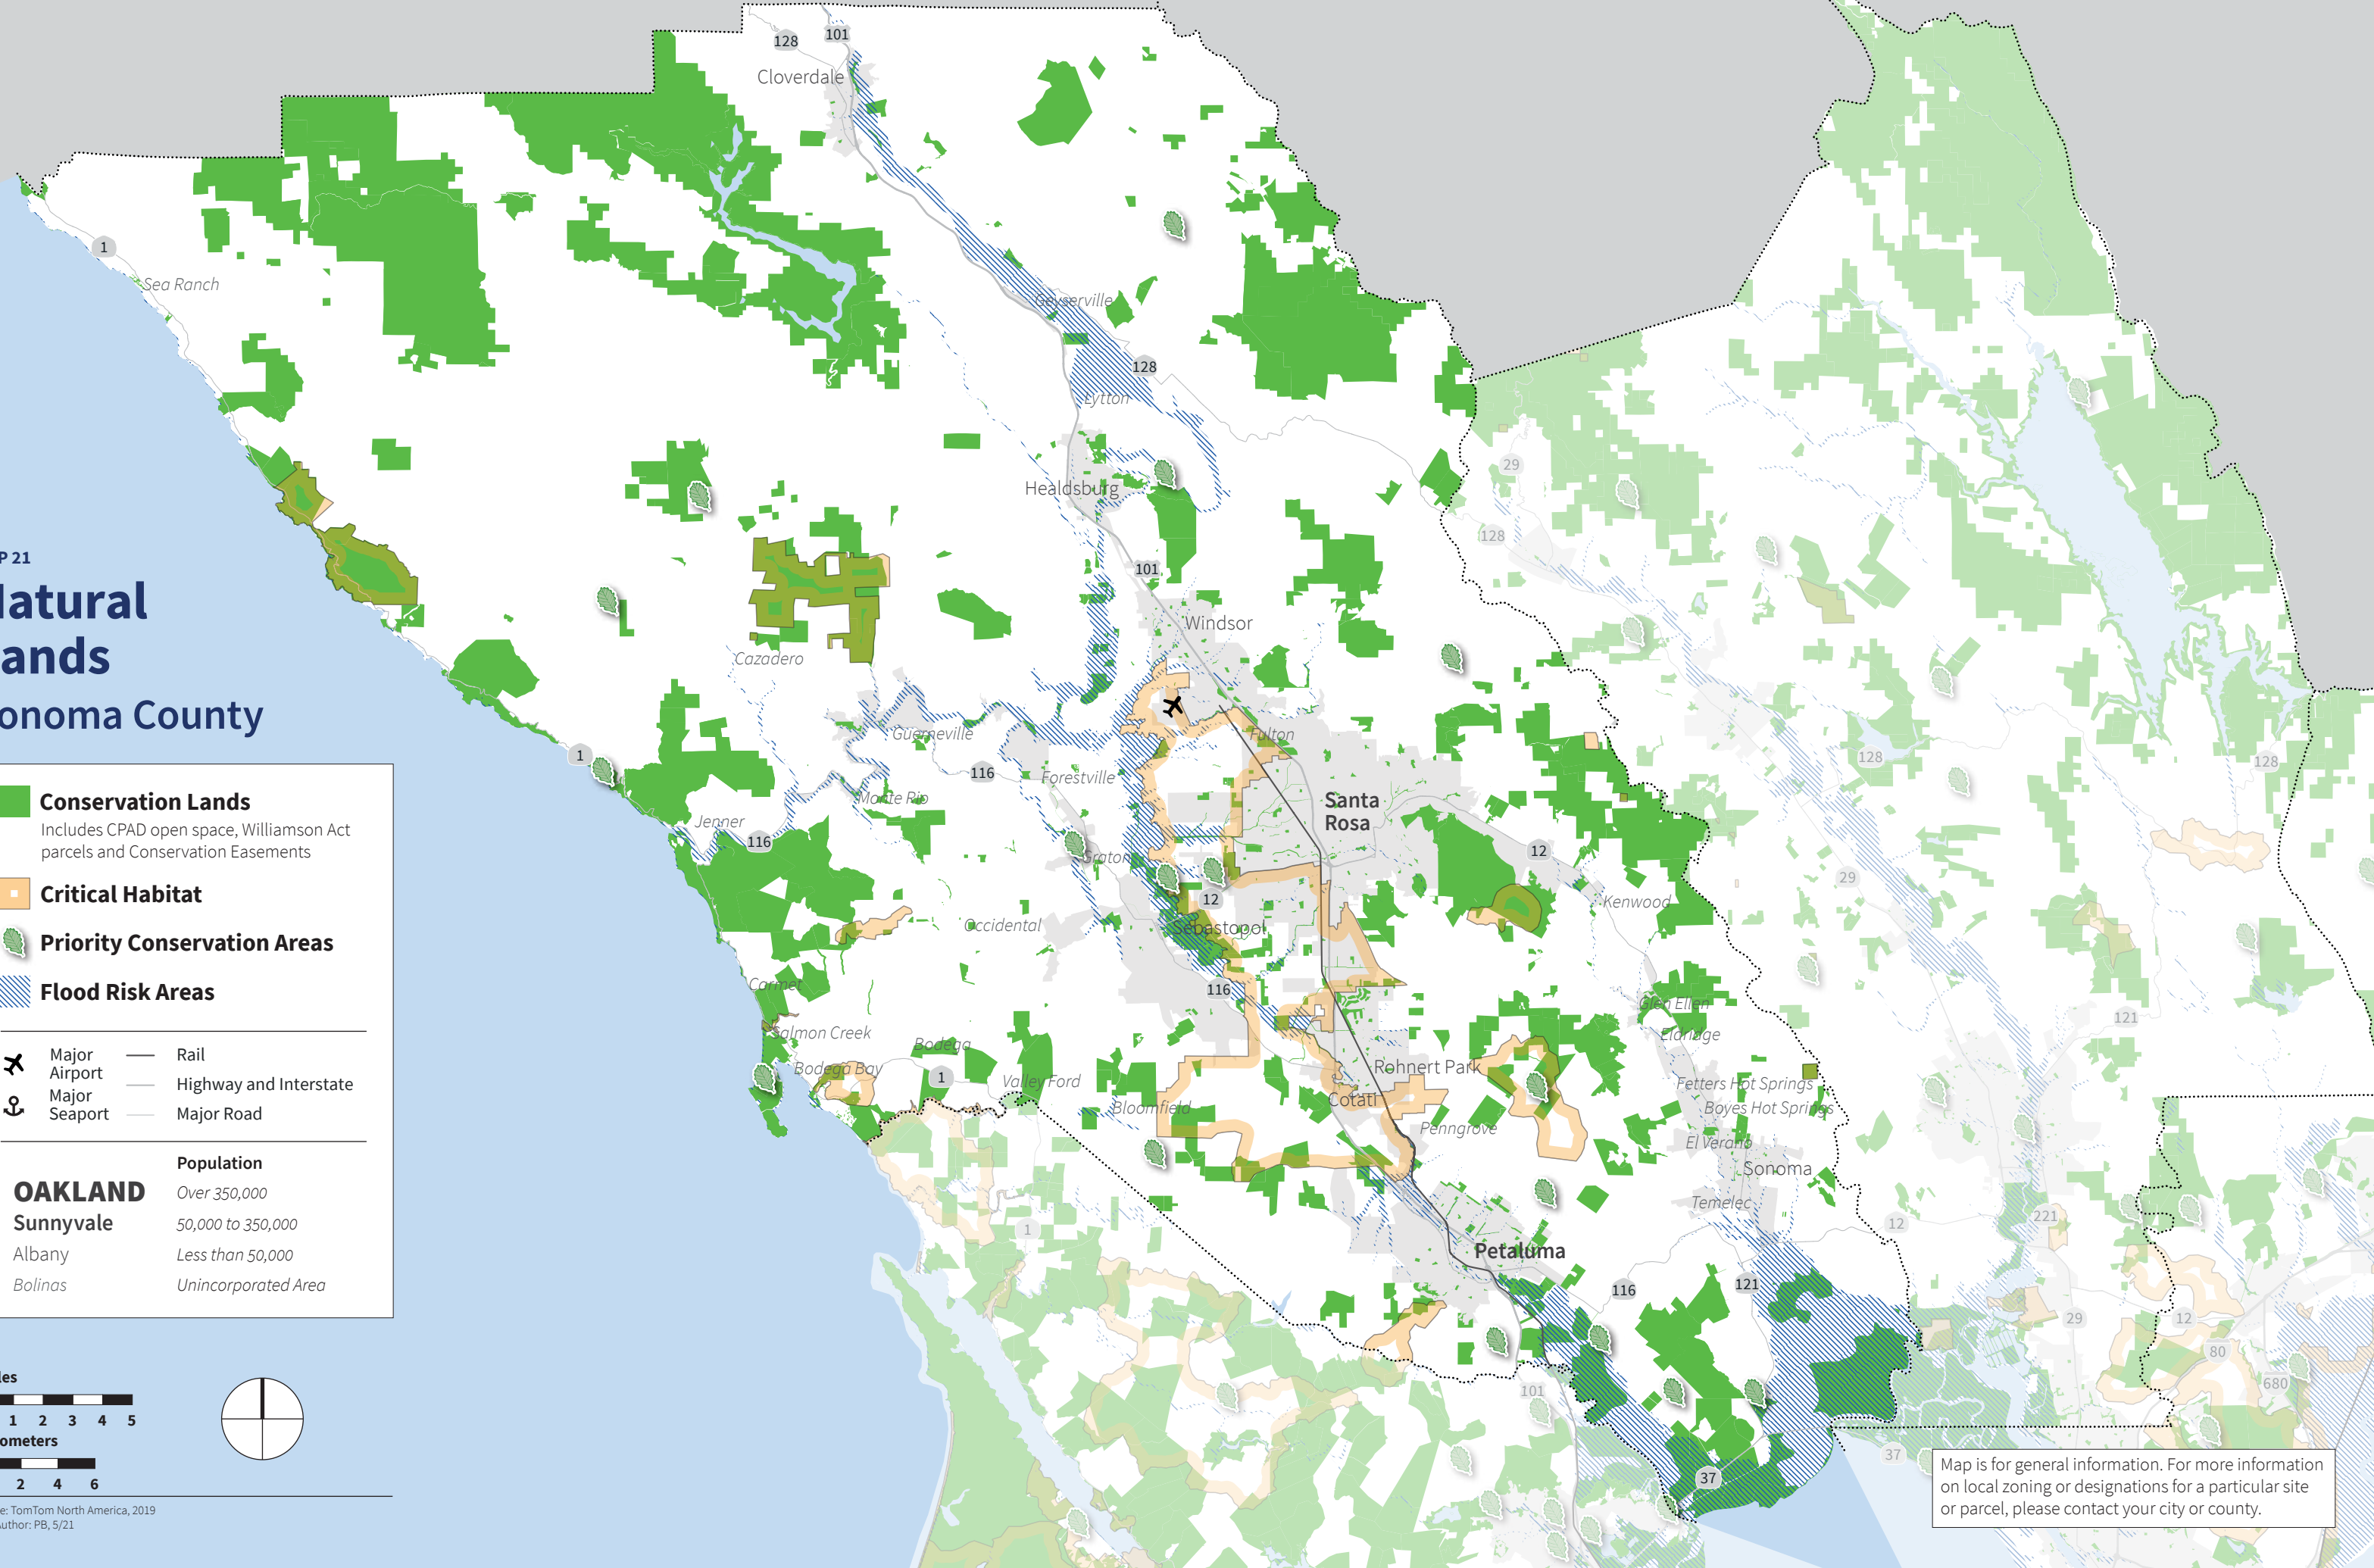 P 21
atural
ands
onoma County
Conservation Lands
Includes CPAD open space, Williamson Act
parcels and Conservation Easements
Critical Habitat
Priority Conservation Areas
Flood Risk Areas
Major
Airport
Major
Seaport
Rail
Highway and Interstate
Major Road
Population
OAKLAND
Over 350,000
Sunnyvale
50,000 to 350,000
Albany
Less than 50,000
Bolinas
Unincorporated Area
les
1 2 3 4 5
ometers
2 4 6
e: TomTom North America, 2019
uthor: PB, 5/21
128
101
Cloverdale
1
Sea Ranch
Geyserville
128
Lytton
Healdsburg
29
128
101
Windsor
Cazadero
Guerneville
Fulton
1
116
Forestville
128
128
Monte Rio
Santa
Rosa
Jenner
116
Graton
12
29
12
Kenwood
Occidental
Sebastopol
Carmet
116
Glen Ellen
121
Salmon Creek
Bodega
Eldridge
Bodega Bay
1
Valley Ford
Rohnert Park
Fetters Hot Springs
Bloomfield
Cotati
Boyes Hot Springs
Penngrove
El Verano
Sonoma
Temelec
1
12
221
Petaluma
116
121
29
12
80
101
680
37
37
Map is for general information. For more information
on local zoning or designations for a particular site
or parcel, please contact your city or county.